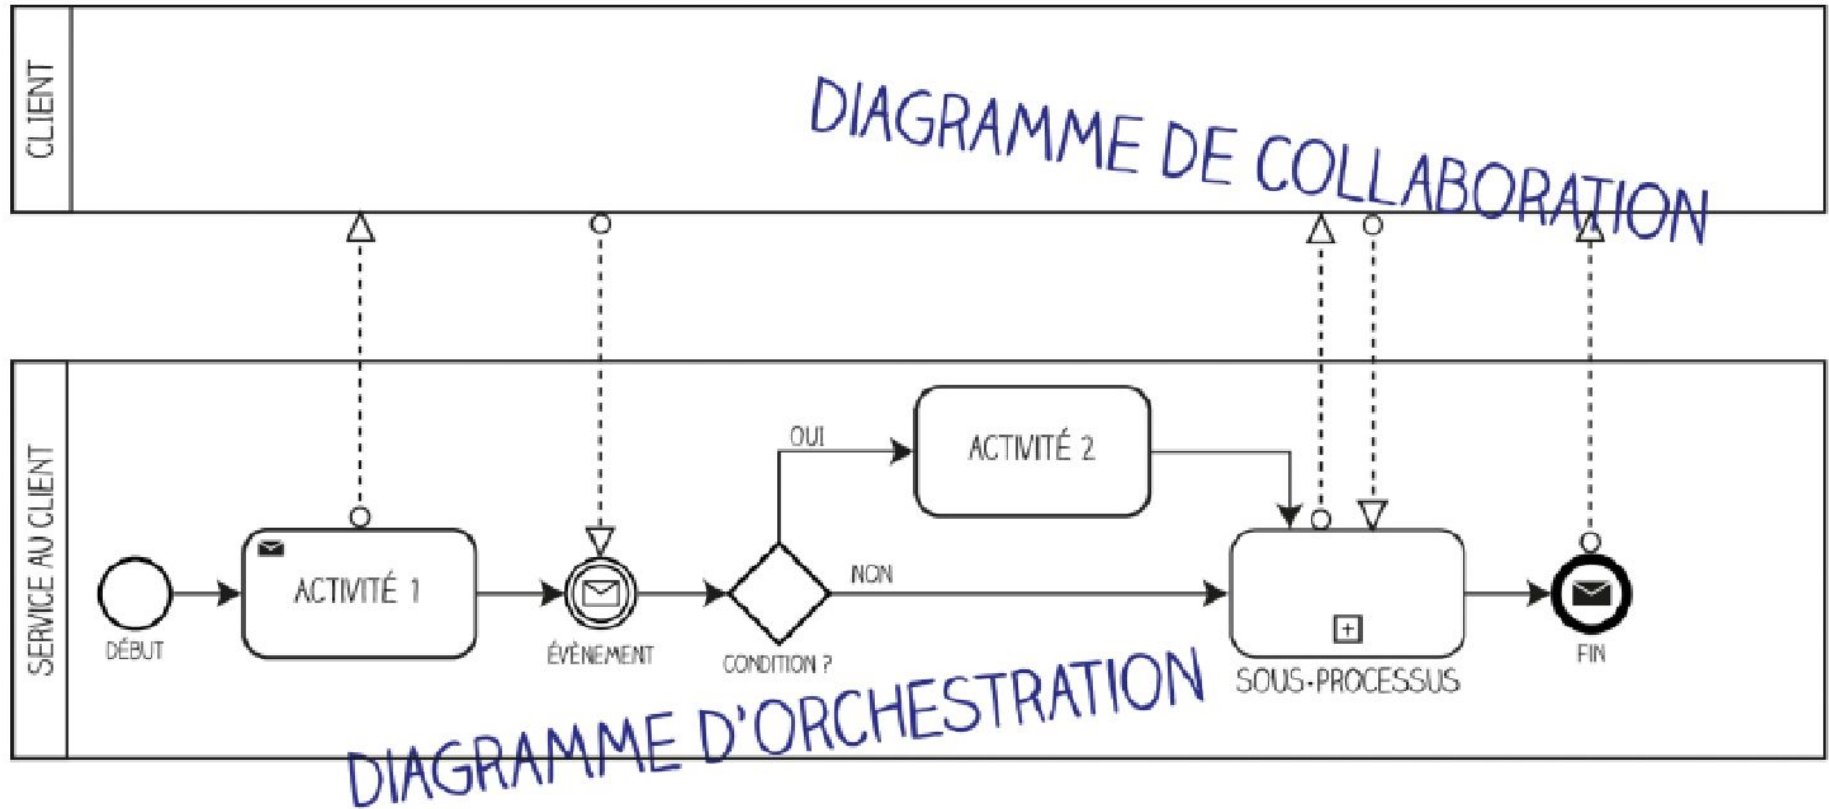 CLIENT
DIAGRAMME DE COLLABORATION
SERVICE AU CLIENT
DÉBUT
ACTIVITÉ 1
ÉVÈNEMENT
CONDITION ?
OUI
NON
ACTIVITÉ 2
SOUS-PROCESSUS
FIN
DIAGRAMME D'ORCHESTRATION